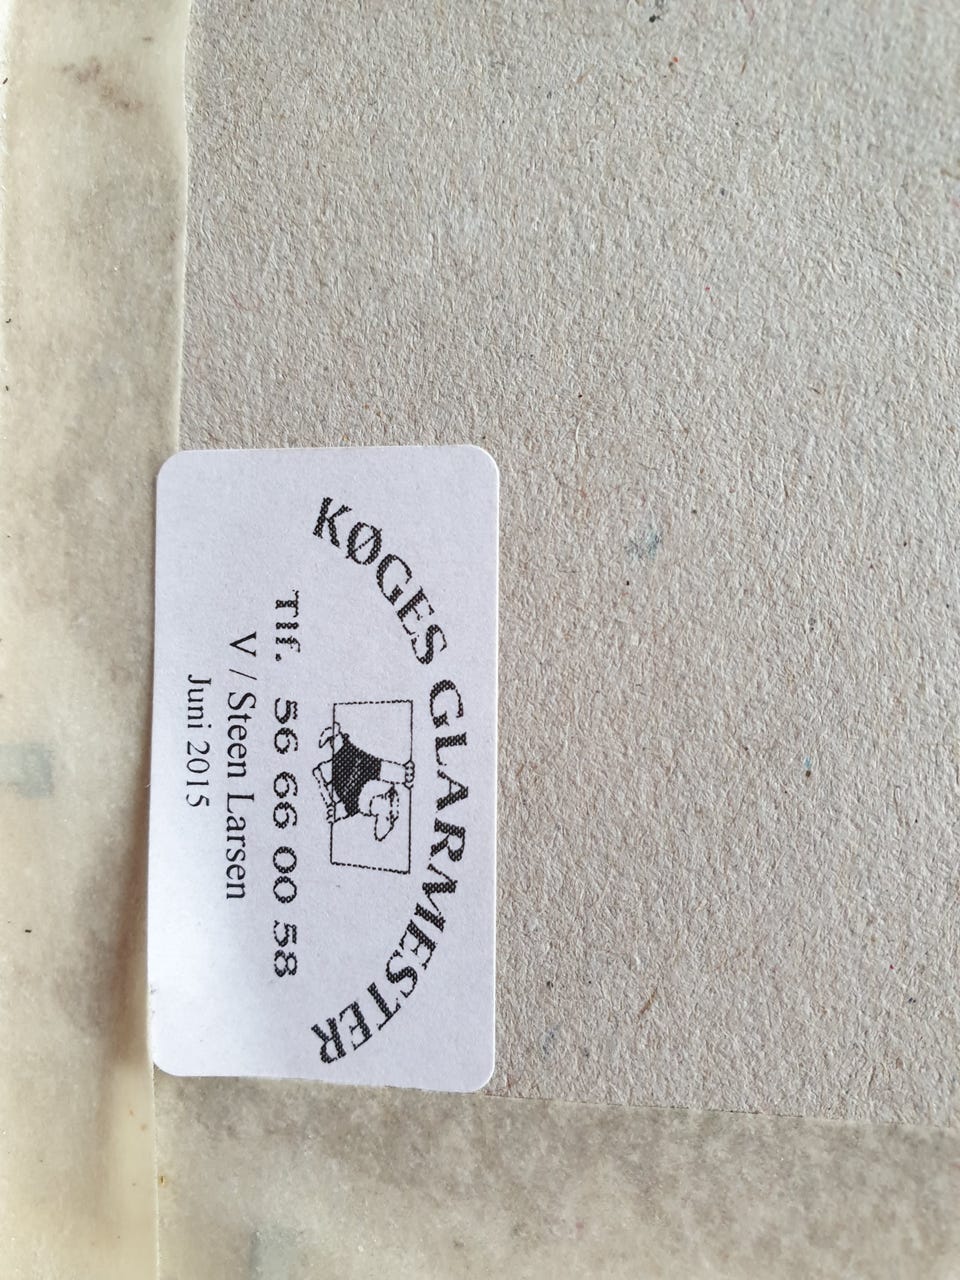 KØGES GLARMESTER
Tlf. 56 66 00 58
V / Steen Larsen
Juni 2015